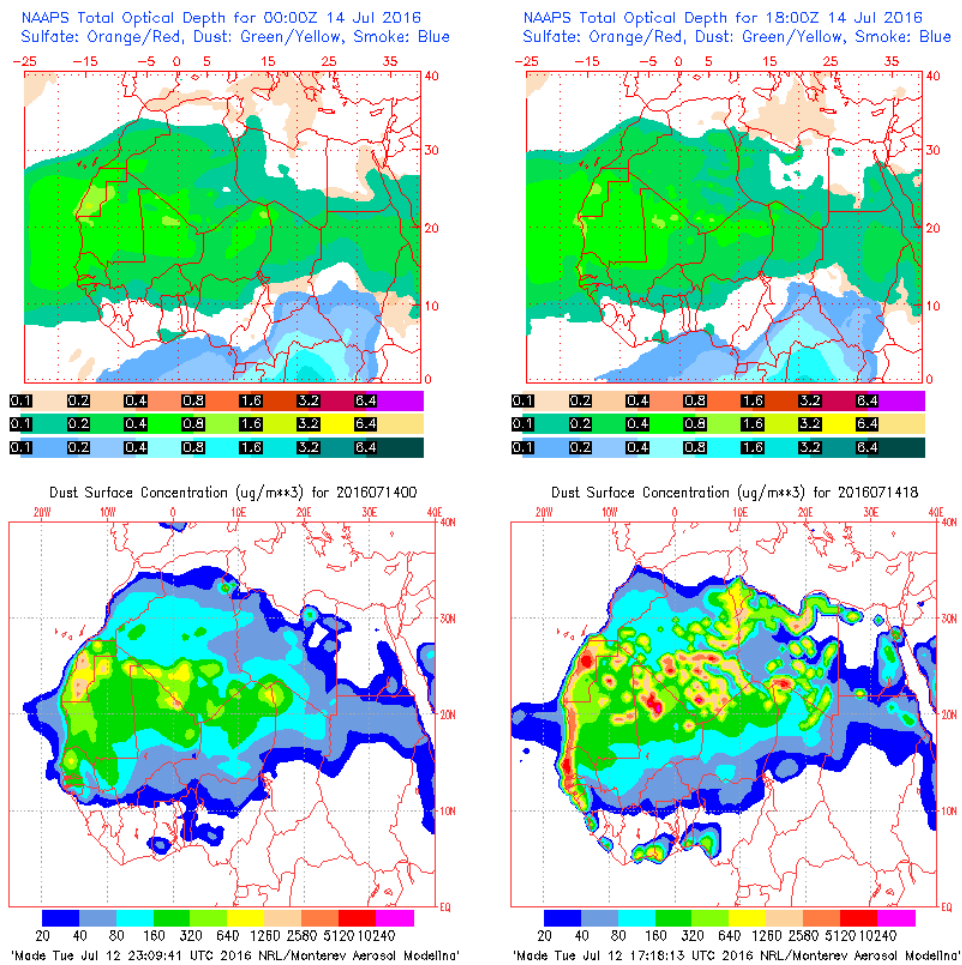 NAAPS Total Optical Depth for 00:00Z 14 Jul 2016
Sulfate: Orange/Red, Dust: Green/Yellow, Smoke: Blue
-25 -15 -5 0 5 15 25 35
40
30
20
10
0
0.1 0.2 0.4 0.8 1.6 3.2 6.4
0.1 0.2 0.4 0.8 1.6 3.2 6.4
0.1 0.2 0.4 0.8 1.6 3.2 6.4
NAAPS Total Optical Depth for 18:00Z 14 Jul 2016
Sulfate: Orange/Red, Dust: Green/Yellow, Smoke: Blue
-25 -15 -5 0 5 15 25 35
40
30
20
10
0
0.1 0.2 0.4 0.8 1.6 3.2 6.4
0.1 0.2 0.4 0.8 1.6 3.2 6.4
0.1 0.2 0.4 0.8 1.6 3.2 6.4
Dust Surface Concentration (ug/m**3) for 2016071400
20W 10W 0 10E 20E 30E 40E
40N
30N
20N
10N
EQ
20 40 80 160 320 640 1260 2580 5120 10240
'Made Tue Jul 12 23:09:41 UTC 2016 NRL/Monterey Aerosol Modeling'
Dust Surface Concentration (ug/m**3) for 2016071418
20W 10W 0 10E 20E 30E 40E
40N
30N
20N
10N
EQ
20 40 80 160 320 640 1260 2580 5120 10240
'Made Tue Jul 12 17:18:13 UTC 2016 NRL/Monterey Aerosol Modeling'